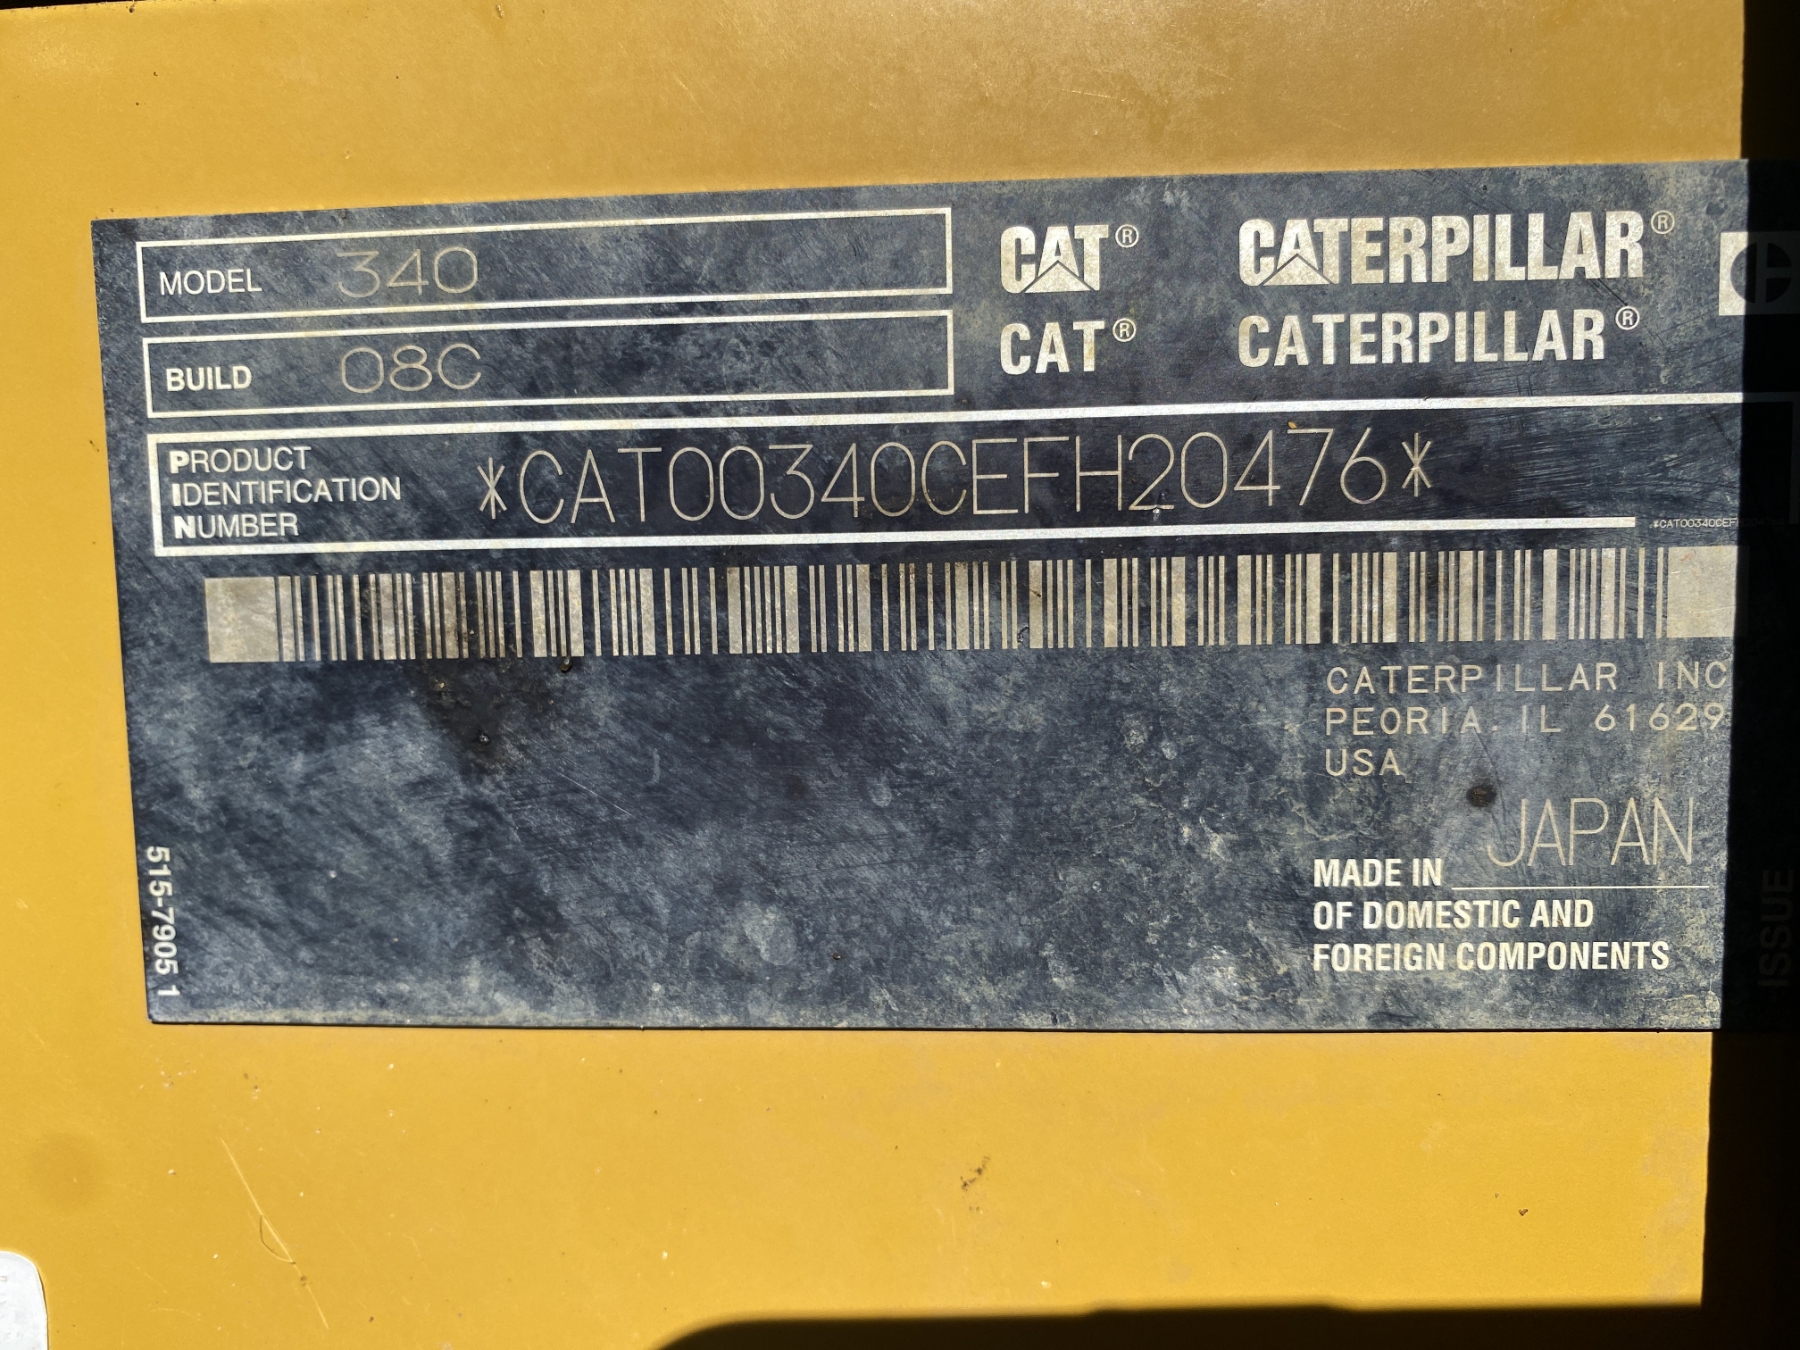 MODEL 340
BUILD 08C
CAT® CATERPILLAR®
CAT® CATERPILLAR®
PRODUCT
IDENTIFICATION
NUMBER
*CAT00340CEFH20476*
CATERPILLAR INC
PEORIA. IL 61629
USA
MADE IN JAPAN
OF DOMESTIC AND
FOREIGN COMPONENTS
515-7905 1
ISSUE